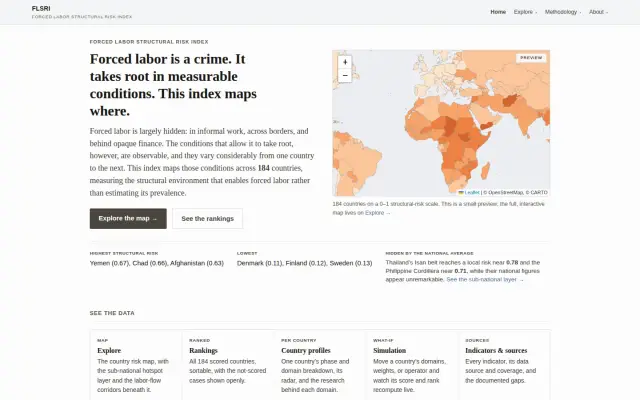 FLSRI
FORCED LABOR STRUCTURAL RISK INDEX
Home Explore Methodology About
FORCED LABOR STRUCTURAL RISK INDEX
Forced labor is a crime. It
takes root in measurable
conditions. This index maps
where.
Forced labor is largely hidden: in informal work, across borders, and
behind opaque finance. The conditions that allow it to take root,
however, are observable, and they vary considerably from one country
to the next. This index maps those conditions across 184 countries,
measuring the structural environment that enables forced labor rather
than estimating its prevalence.
Explore the map →
See the rankings
+
−
PREVIEW
Leaflet | © OpenStreetMap, © CARTO
184 countries on a 0–1 structural-risk scale. This is a small preview; the full, interactive
map lives on Explore →
HIGHEST STRUCTURAL RISK
Yemen (0.67), Chad (0.66), Afghanistan (0.63)
LOWEST
Denmark (0.11), Finland (0.12), Sweden (0.13)
HIDDEN BY THE NATIONAL AVERAGE
Thailand's Isan belt reaches a local risk near 0.78 and the
Philippine Cordillera near 0.71, while their national figures
appear unremarkable. See the sub-national layer →
SEE THE DATA
MAP
Explore
The country risk map, with
the sub-national hotspot
layer and the labor-flow
corridors beneath it.
RANKED
Rankings
All 184 scored countries,
sortable, with the not-scored
cases shown openly.
PER COUNTRY
Country profiles
One country's phase and
domain breakdown, its
radar, and the research
behind each domain.
WHAT-IF
Simulation
Move a country's domains,
weights, or operator and
watch its score and rank
recompute live.
SOURCES
Indicators & sources
Every indicator, its data
source and coverage, and
the documented gaps.